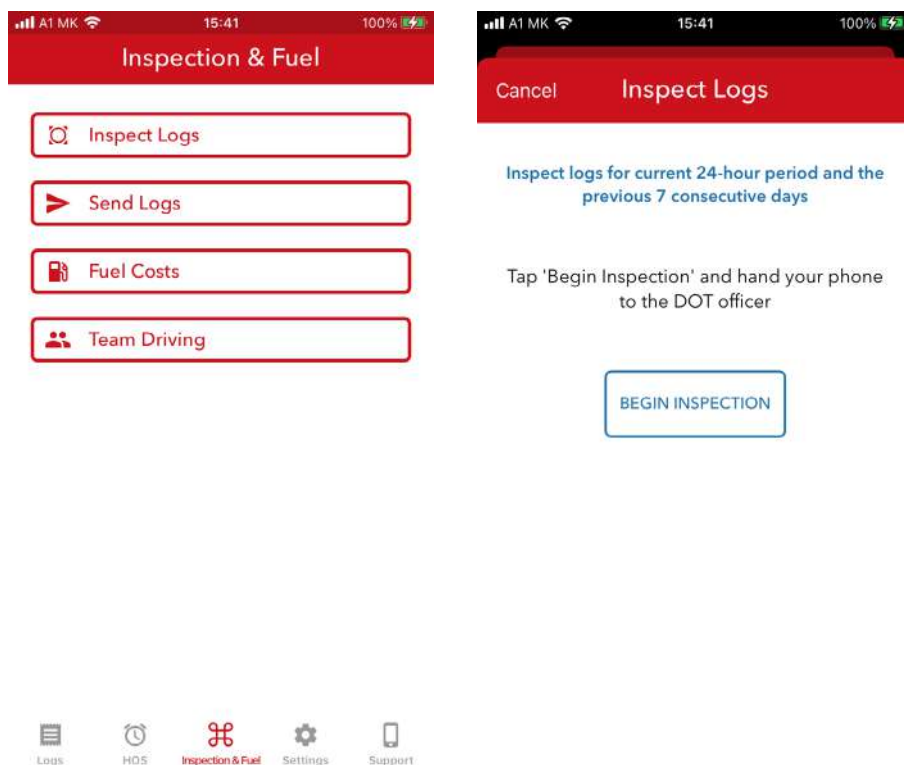 A1 MK 15:41 100%
Inspection & Fuel
Inspect Logs
Send Logs
Fuel Costs
Team Driving
Logs HOS Inspection & Fuel Settings Support
A1 MK 15:41 100%
Cancel Inspect Logs
Inspect logs for current 24-hour period and the
previous 7 consecutive days
Tap 'Begin Inspection' and hand your phone
to the DOT officer
BEGIN INSPECTION